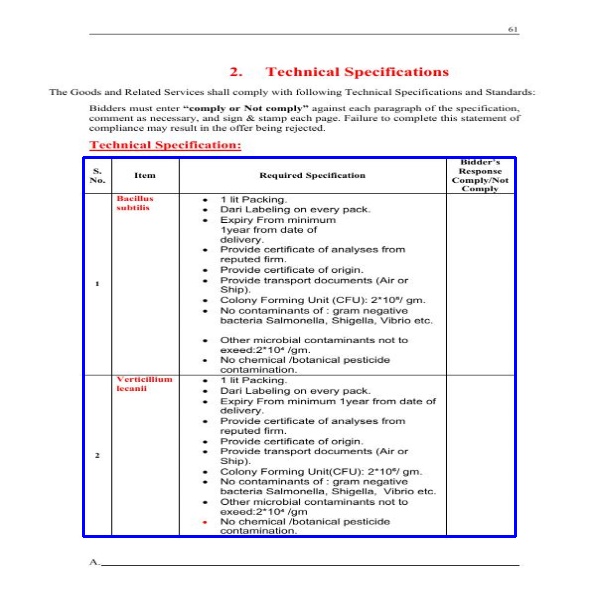 61
2. Technical Specifications
The Goods and Related Services shall comply with following Technical Specifications and Standards:
Bidders must enter “comply or Not comply” against each paragraph of the specification,
comment as necessary, and sign & stamp each page. Failure to complete this statement of
compliance may result in the offer being rejected.
Technical Specification:
S. No. Item Required Specification Bidder’s Response Comply/Not Comply
1
Bacillus
subtilis
• 1 lit Packing.
• Dari Labeling on every pack.
• Expiry From minimum
1year from date of
delivery.
• Provide certificate of analyses from
reputed firm.
• Provide certificate of origin.
• Provide transport documents (Air or
Ship).
• Colony Forming Unit (CFU): 2*10⁸/ gm.
• No contaminants of : gram negative
bacteria Salmonella, Shigella, Vibrio etc.
• Other microbial contaminants not to
exeed:2*10⁴ /gm.
• No chemical /botanical pesticide
contamination.
2
Verticillium
lecanii
• 1 lit Packing.
• Dari Labeling on every pack.
• Expiry From minimum 1year from date of
delivery.
• Provide certificate of analyses from
reputed firm.
• Provide certificate of origin.
• Provide transport documents (Air or
Ship).
• Colony Forming Unit(CFU): 2*10⁸/ gm.
• No contaminants of : gram negative
bacteria Salmonella, Shigella, Vibrio etc.
• Other microbial contaminants not to
exeed:2*10⁴ /gm
• No chemical /botanical pesticide
contamination.
A.